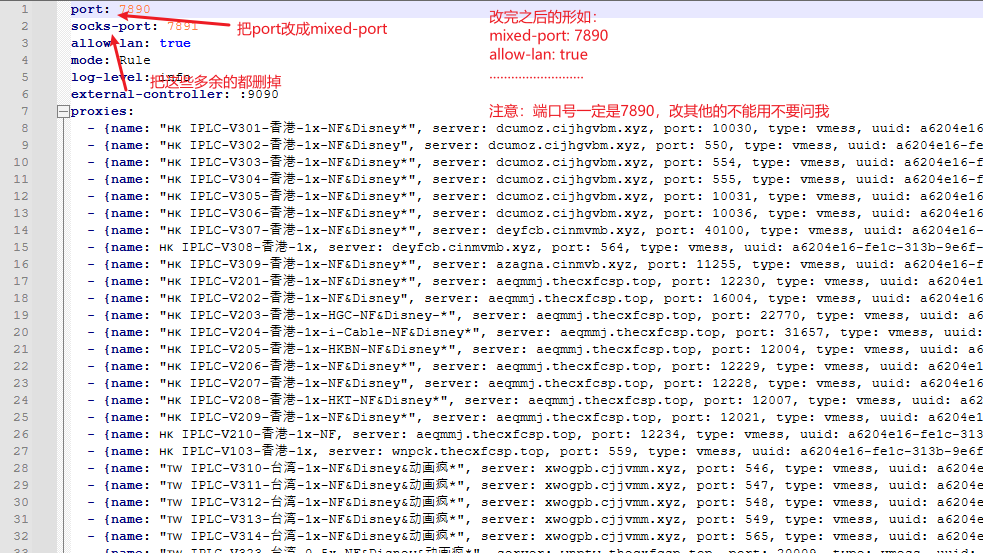 1 port: 7890
2 socks-port: 7891
3 allow-lan: true
4 mode: Rule
5 log-level: info
6 external-controller: :9090
把port改成mixed-port
把这些多余的都删掉
改完之后的形如:
mixed-port: 7890
allow-lan: true
..........................
注意：端口号一定是7890，改其他的不能用不要问我
7 proxies:
8 - {name: "HK IPLC-V301-香港-1x-NF&Disney*", server: dcumoz.cijhgvbm.xyz, port: 10030, type: vmess, uuid: a6204e16
9 - {name: "HK IPLC-V302-香港-1x-NF&Disney", server: dcumoz.cijhgvbm.xyz, port: 550, type: vmess, uuid: a6204e16-fe
10 - {name: "HK IPLC-V303-香港-1x-NF&Disney*", server: dcumoz.cijhgvbm.xyz, port: 554, type: vmess, uuid: a6204e16-f
11 - {name: "HK IPLC-V304-香港-1x-NF&Disney*", server: dcumoz.cijhgvbm.xyz, port: 555, type: vmess, uuid: a6204e16-f
12 - {name: "HK IPLC-V305-香港-1x-NF&Disney*", server: dcumoz.cijhgvbm.xyz, port: 10031, type: vmess, uuid: a6204e16
13 - {name: "HK IPLC-V306-香港-1x-NF&Disney*", server: dcumoz.cijhgvbm.xyz, port: 10036, type: vmess, uuid: a6204e16
14 - {name: "HK IPLC-V307-香港-1x-NF&Disney*", server: deyfcb.cinmvmb.xyz, port: 40100, type: vmess, uuid: a6204e16
15 - {name: HK IPLC-V308-香港-1x, server: deyfcb.cinmvmb.xyz, port: 564, type: vmess, uuid: a6204e16-fe1c-313b-9e6f-
16 - {name: "HK IPLC-V309-香港-1x-NF&Disney*", server: azagna.cinmvb.xyz, port: 11255, type: vmess, uuid: a6204e16-
17 - {name: "HK IPLC-V201-香港-1x-NF&Disney*", server: aeqmmj.thecxfcsp.top, port: 12230, type: vmess, uuid: a6204e1
18 - {name: "HK IPLC-V202-香港-1x-NF&Disney", server: aeqmmj.thecxfcsp.top, port: 16004, type: vmess, uuid: a6204e16
19 - {name: "HK IPLC-V203-香港-1x-HGC-NF&Disney-*", server: aeqmmj.thecxfcsp.top, port: 22770, type: vmess, uuid: a6
20 - {name: "HK IPLC-V204-香港-1x-i-Cable-NF&Disney*", server: aeqmmj.thecxfcsp.top, port: 31657, type: vmess, uuid:
21 - {name: "HK IPLC-V205-香港-1x-HKBN-NF&Disney*", server: aeqmmj.thecxfcsp.top, port: 12004, type: vmess, uuid: a6
22 - {name: "HK IPLC-V206-香港-1x-NF&Disney*", server: aeqmmj.thecxfcsp.top, port: 12229, type: vmess, uuid: a6204e1
23 - {name: "HK IPLC-V207-香港-1x-NF&Disney*", server: aeqmmj.thecxfcsp.top, port: 12228, type: vmess, uuid: a6204e1
24 - {name: "HK IPLC-V208-香港-1x-HKT-NF&Disney*", server: aeqmmj.thecxfcsp.top, port: 12007, type: vmess, uuid: a62
25 - {name: "HK IPLC-V209-香港-1x-NF&Disney*", server: aeqmmj.thecxfcsp.top, port: 12021, type: vmess, uuid: a6204e1
26 - {name: HK IPLC-V210-香港-1x-NF, server: aeqmmj.thecxfcsp.top, port: 12234, type: vmess, uuid: a6204e16-fe1c-313
27 - {name: HK IPLC-V103-香港-1x, server: wnpck.thecxfcsp.top, port: 559, type: vmess, uuid: a6204e16-fe1c-313b-9e6f
28 - {name: "TW IPLC-V310-台湾-1x-NF&Disney&动画疯*", server: xwogpb.cjjvmm.xyz, port: 546, type: vmess, uuid: a6204e
29 - {name: "TW IPLC-V311-台湾-1x-NF&Disney&动画疯*", server: xwogpb.cjjvmm.xyz, port: 547, type: vmess, uuid: a6204e
30 - {name: "TW IPLC-V312-台湾-1x-NF&Disney&动画疯*", server: xwogpb.cjjvmm.xyz, port: 548, type: vmess, uuid: a6204e
31 - {name: "TW IPLC-V313-台湾-1x-NF&Disney&动画疯*", server: xwogpb.cjjvmm.xyz, port: 549, type: vmess, uuid: a6204e
32 - {name: "TW IPLC-V314-台湾-1x-NF&Disney&动画疯*", server: xwogpb.cjjvmm.xyz, port: 565, type: vmess, uuid: a6204e